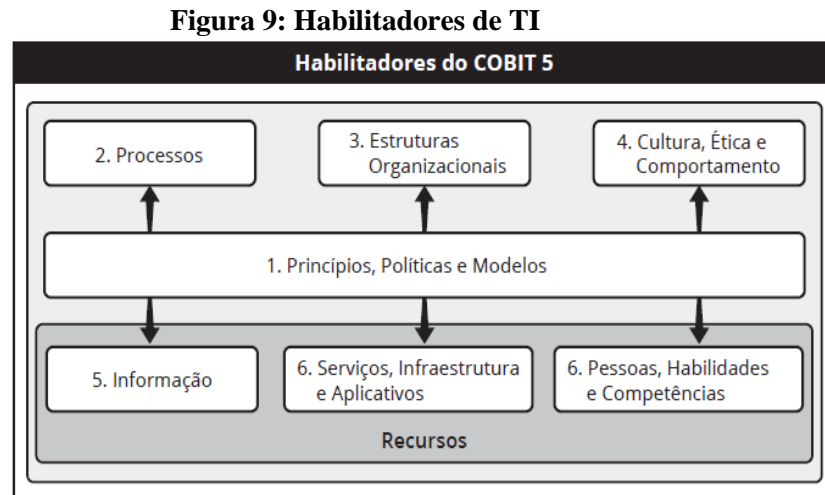 Figura 9: Habilitadores de TI
Habilitadores do COBIT 5
2. Processos
3. Estruturas
Organizacionais
4. Cultura, Ética e
Comportamento
1. Princípios, Políticas e Modelos
5. Informação
6. Serviços, Infraestrutura
e Aplicativos
6. Pessoas, Habilidades
e Competências
Recursos